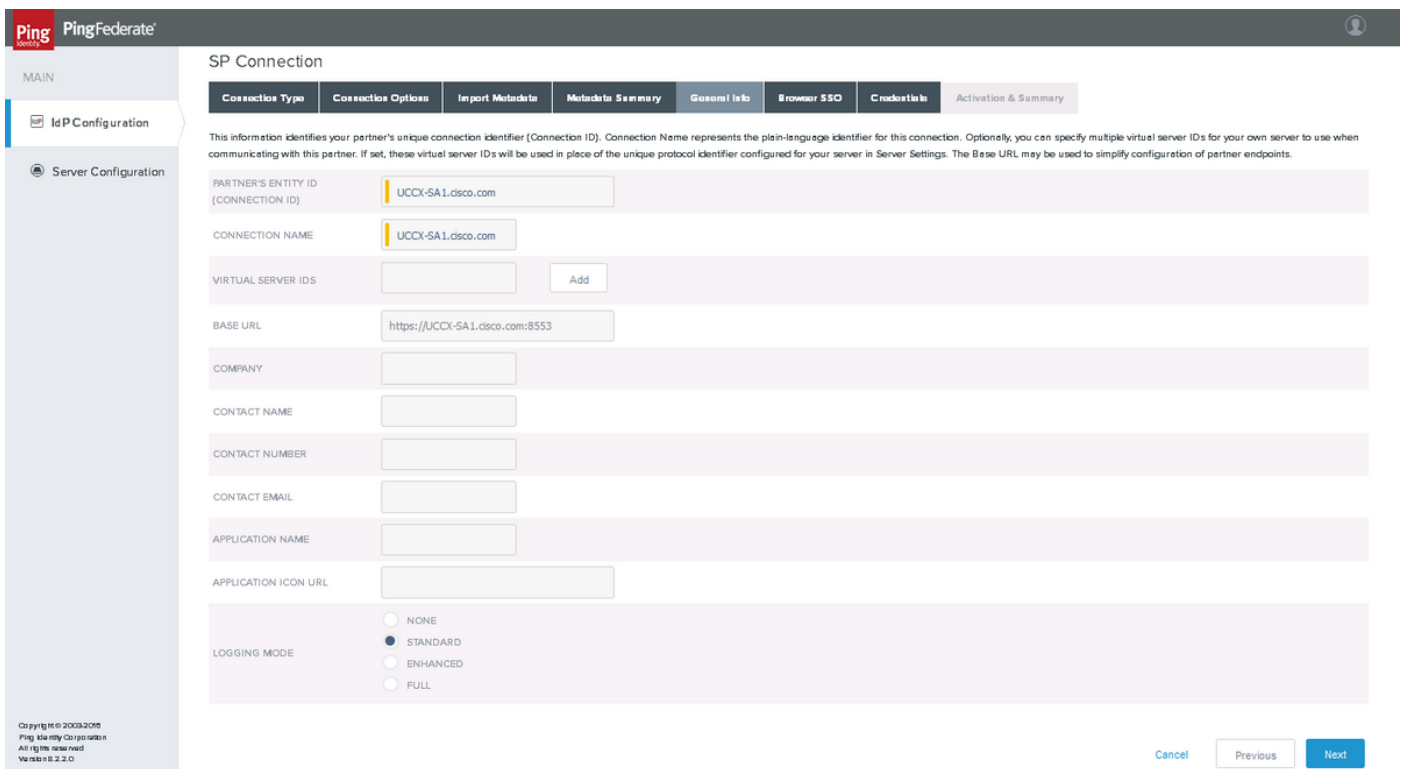 Ping
Identity
PingFederate
MAIN
IdP Configuration
Server Configuration
SP Connection
Connection Type
Connection Options
Import Metadata
Metadata Summary
General Info
Browser SSO
Credentials
Activation & Summary
This information identifies your partner's unique connection identifier (Connection ID). Connection Name represents the plain-language identifier for this connection. Optionally, you can specify multiple virtual server IDs for your own server to use when
communicating with this partner. If set, these virtual server IDs will be used in place of the unique protocol identifier configured for your server in Server Settings. The Base URL may be used to simplify configuration of partner endpoints.
PARTNER'S ENTITY ID
(CONNECTION ID)
UCCX-SA1.cisco.com
CONNECTION NAME
UCCX-SA1.cisco.com
VIRTUAL SERVER IDS
Add
BASE URL
https://UCCX-SA1.cisco.com:8553
COMPANY
CONTACT NAME
CONTACT NUMBER
CONTACT EMAIL
APPLICATION NAME
APPLICATION ICON URL
LOGGING MODE
NONE
STANDARD
ENHANCED
FULL
Copyright © 2003-2016
Ping Identity Corporation
All rights reserved
Version 8.2.2.0
Cancel
Previous
Next